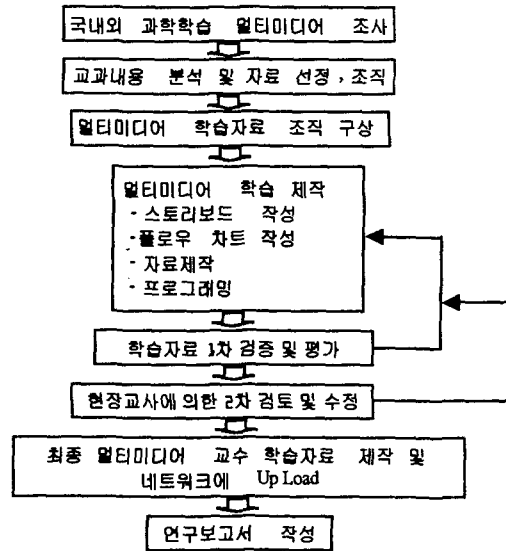 국내외 과학학습 멀티미디어 조사
교과내용 분석 및 자료 선정, 조직
멀티미디어 학습자료 조직 구상
멀티미디어 학습 제작
- 스토리보드 작성
- 플로우 차트 작성
- 자료제작
- 프로그래밍
학습자료 1차 검증 및 평가
현장교사에 의한 2차 검토 및 수정
최종 멀티미디어 교수 학습자료 제작 및
네트워크에 Up Load
연구보고서 작성